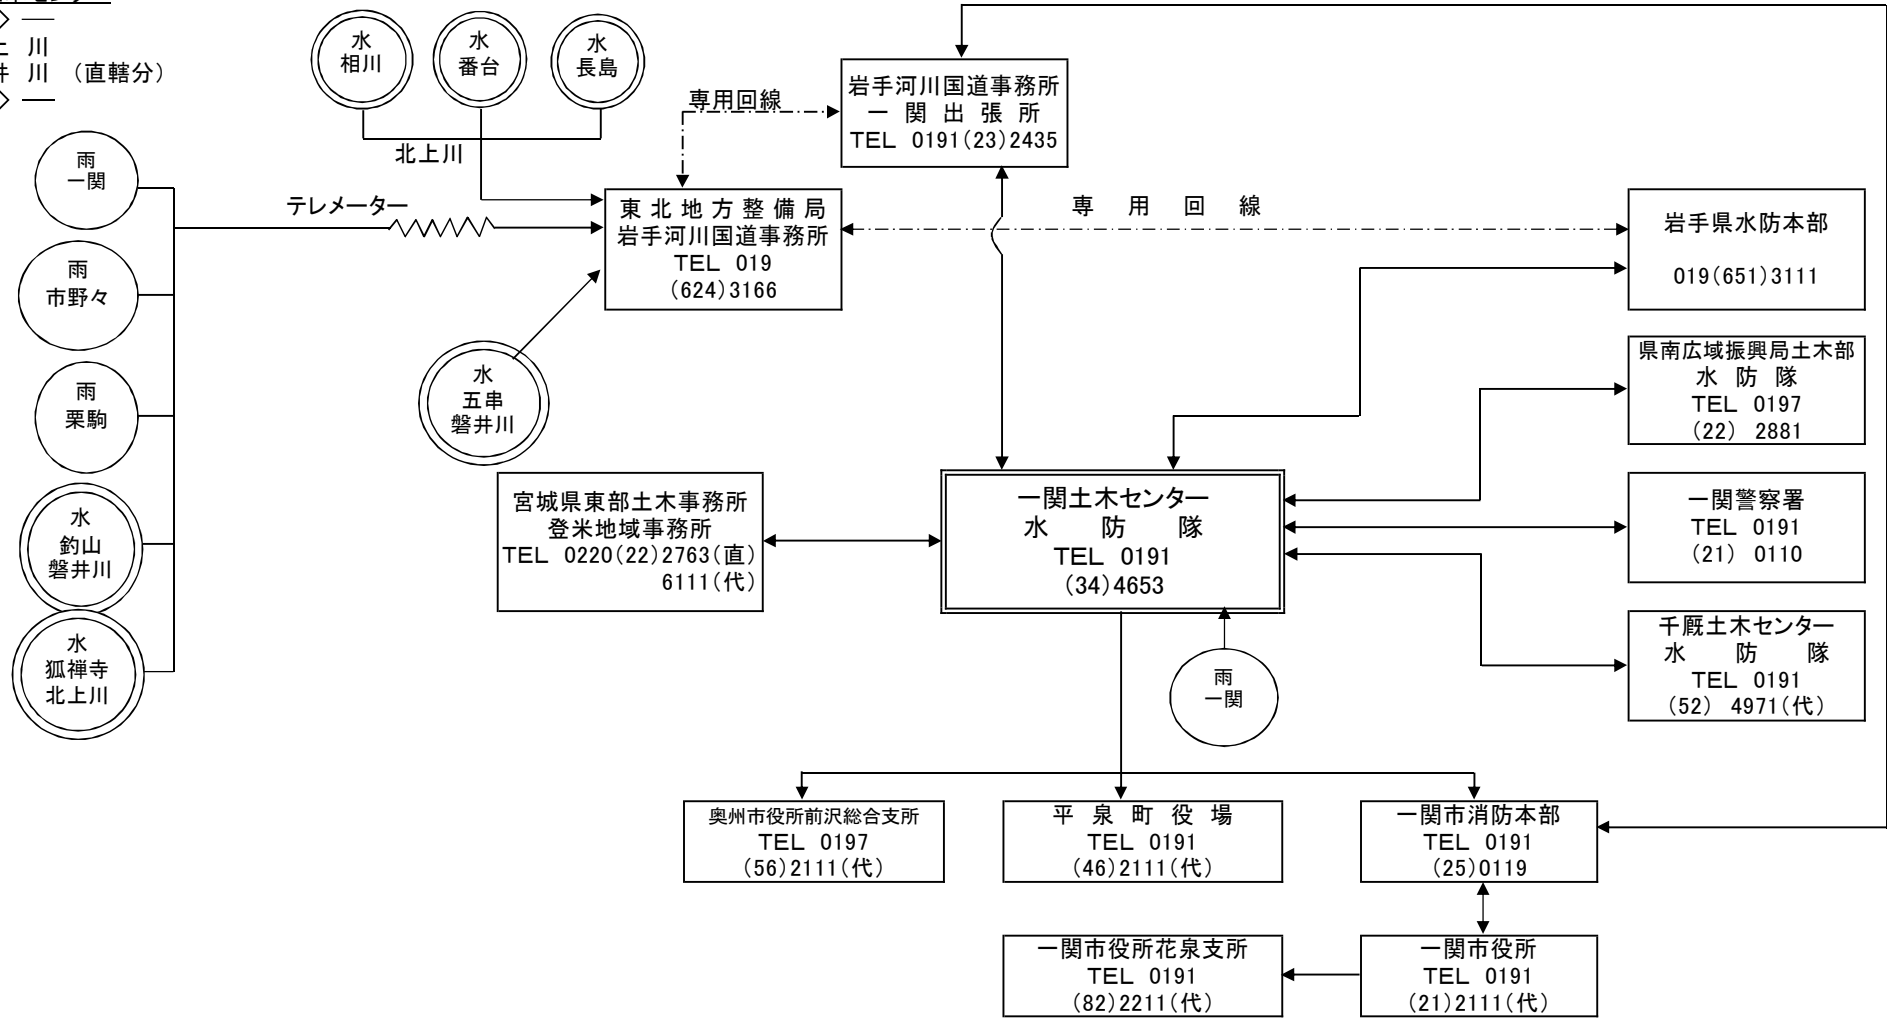 川
川 （直轄分）
水
相川
水
番台
水
長島
北上川
専用回線
岩手河川国道事務所
一 関 出 張 所
TEL 0191(23)2435
雨
一関
雨
市野々
雨
栗駒
水
釣山
磐井川
水
狐禅寺
北上川
テレメーター
東 北 地 方 整 備 局
岩手河川国道事務所
TEL 019
(624)3166
専 用 回 線
岩手県水防本部
019(651)3111
水
五串
磐井川
県南広域振興局土木部
水 防 隊
TEL 0197
(22) 2881
宮城県東部土木事務所
登米地域事務所
TEL 0220(22)2763(直)
6111(代)
一関土木センター
水 防 隊
TEL 0191
(34)4653
一関警察署
TEL 0191
(21) 0110
千厩土木センター
水 防 隊
TEL 0191
(52) 4971(代)
雨
一関
奥州市役所前沢総合支所
TEL 0197
(56)2111(代)
平 泉 町 役 場
TEL 0191
(46)2111(代)
一関市消防本部
TEL 0191
(25)0119
一関市役所花泉支所
TEL 0191
(82)2211(代)
一関市役所
TEL 0191
(21)2111(代)